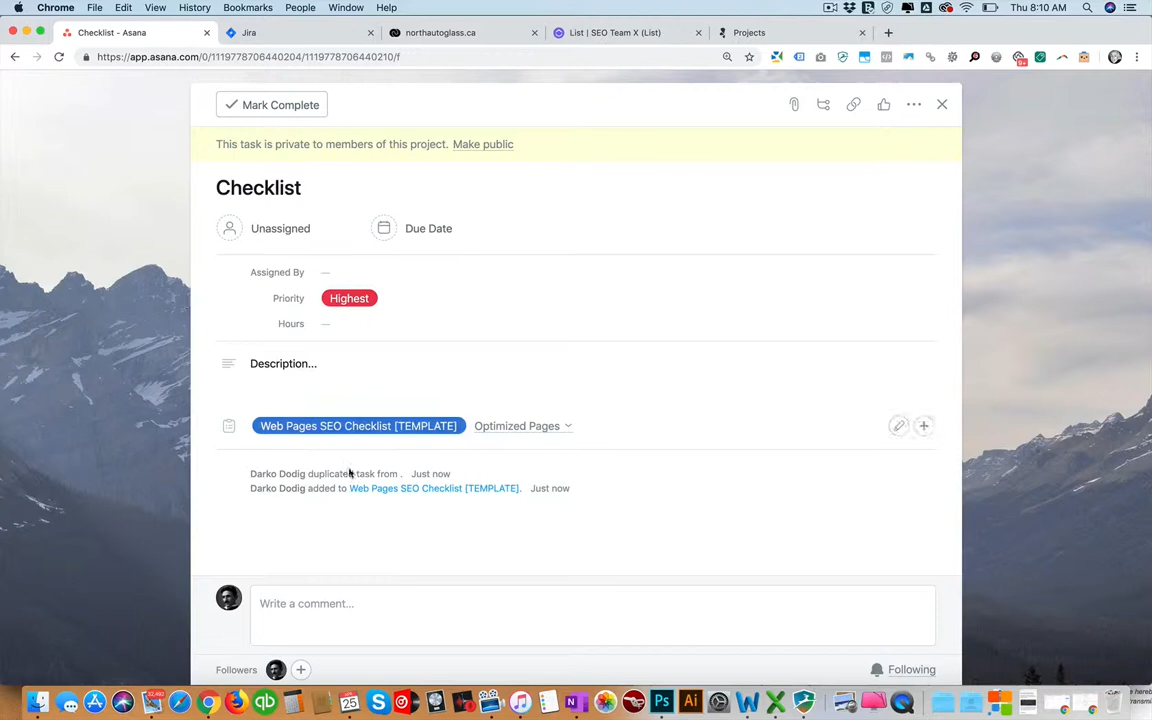 Chrome File Edit View History Bookmarks People Window Help Thu 8:10 AM
Checklist - Asana Jira northautoglass.ca List | SEO Team X (List) Projects
https://app.asana.com/0/1119778706440204/1119778706440210/f
Mark Complete
This task is private to members of this project. Make public
Checklist
Unassigned Due Date
Assigned By —
Priority Highest
Hours —
Description...
Web Pages SEO Checklist [TEMPLATE] Optimized Pages
Darko Dodig duplicated task from . Just now
Darko Dodig added to Web Pages SEO Checklist [TEMPLATE]. Just now
Write a comment...
Followers Following